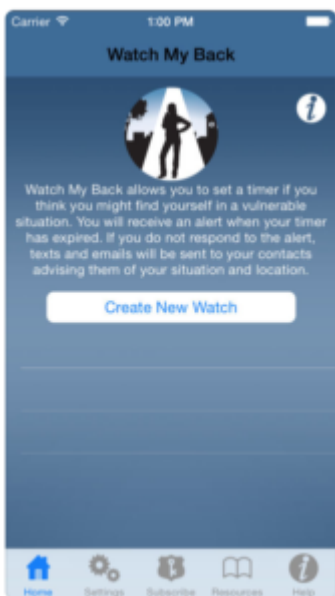 Carrier 1:00 PM
Watch My Back
Watch My Back allows you to set a timer if you
think you might find yourself in a vulnerable
situation. You will receive an alert when your timer
has expired. If you do not respond to the alert,
texts and emails will be sent to your contacts
advising them of your situation and location.
Create New Watch
Home Settings Subscribe Resources Help